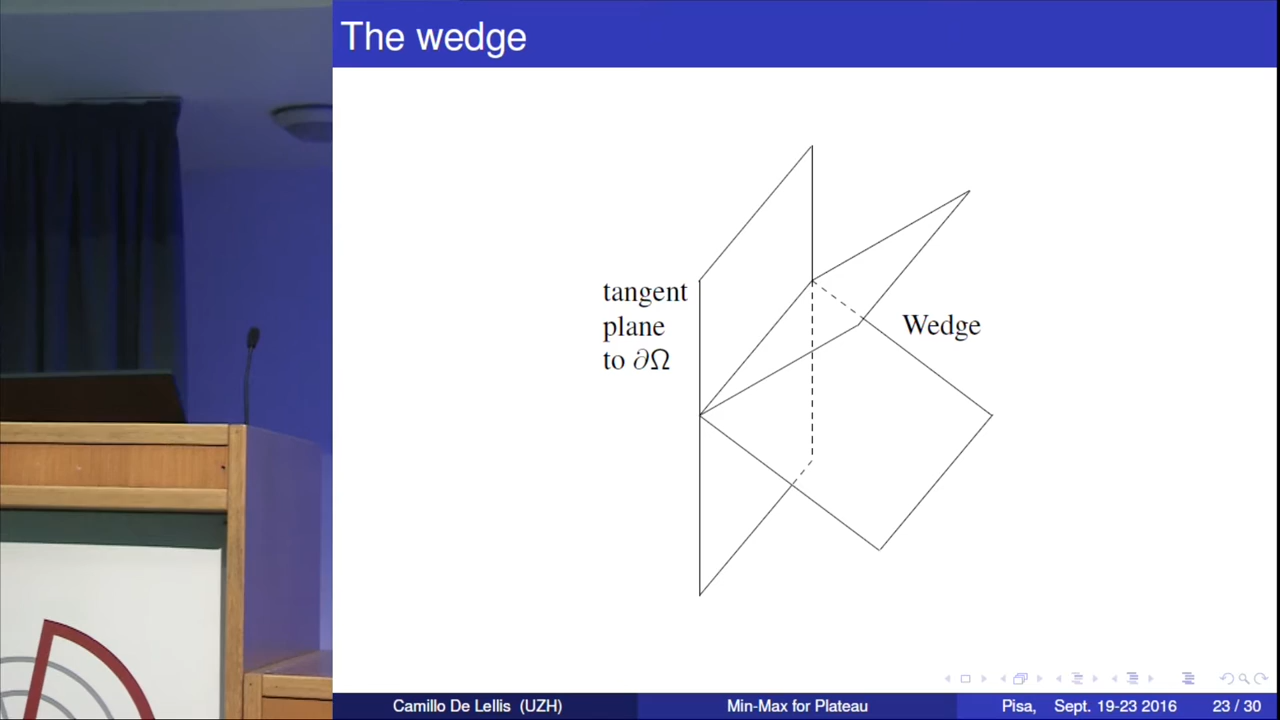 The wedge
tangent
plane
to ∂Ω
Wedge
Camillo De Lellis (UZH)
Min-Max for Plateau
Pisa, Sept. 19-23 2016
23 / 30